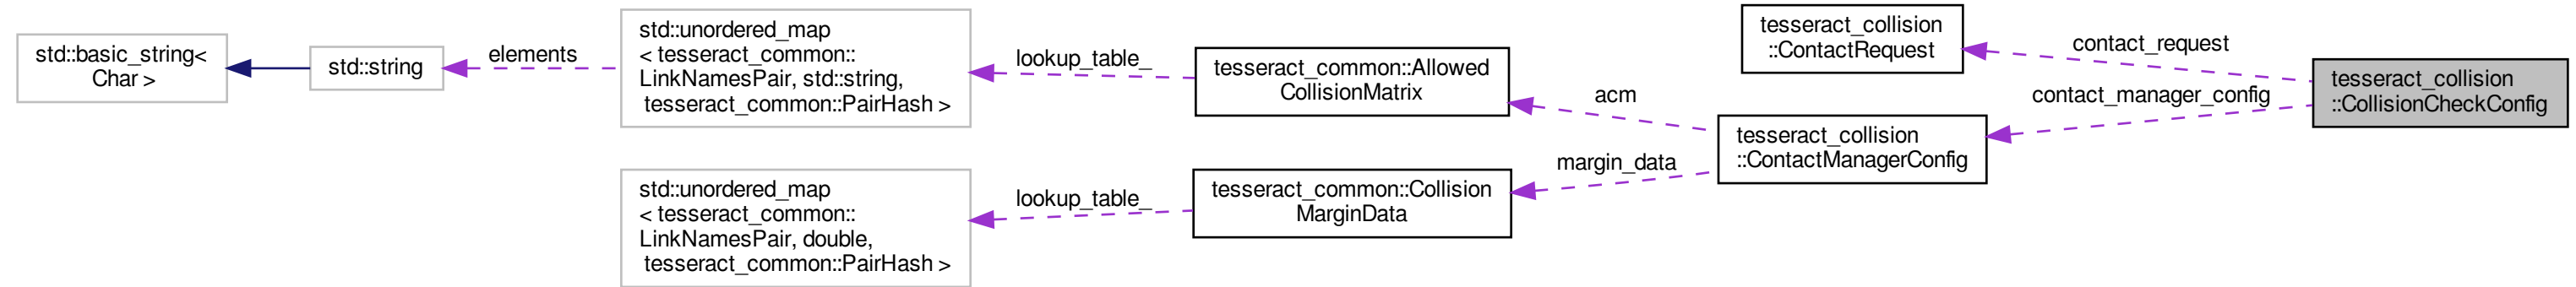 std::basic_string<
Char >
std::string
elements
std::unordered_map
< tesseract_common::
LinkNamesPair, std::string,
tesseract_common::PairHash >
lookup_table_
tesseract_common::Allowed
CollisionMatrix
acm
tesseract_collision
::ContactRequest
contact_request
tesseract_collision
::CollisionCheckConfig
contact_manager_config
tesseract_collision
::ContactManagerConfig
margin_data
tesseract_common::Collision
MarginData
lookup_table_
std::unordered_map
< tesseract_common::
LinkNamesPair, double,
tesseract_common::PairHash >